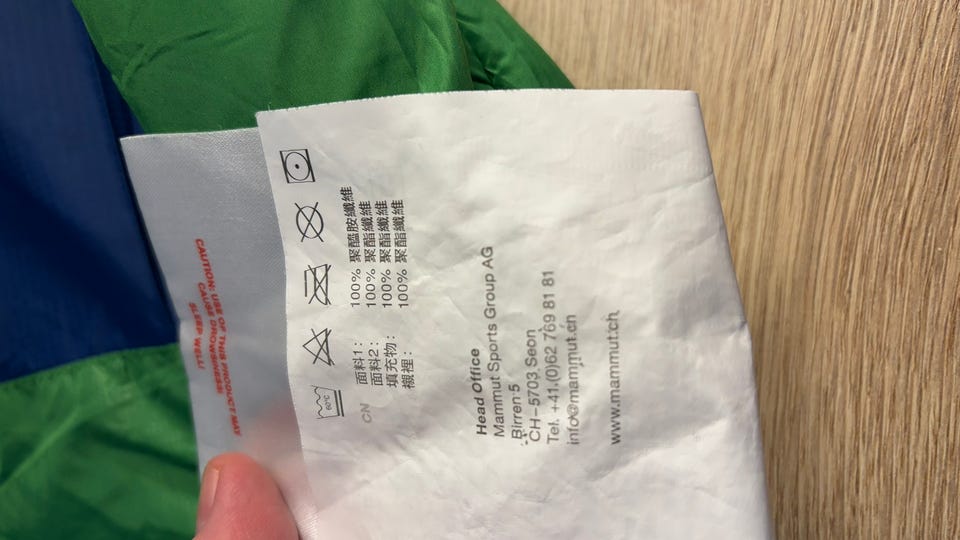 60°C
CN
面料1: 100% 聚醯胺纖維
面料2: 100% 聚酯纖維
填充物: 100% 聚酯纖維
襯裡: 100% 聚酯纖維
Head Office
Mammut Sports Group AG
Birren 5
CH-5703 Seon
Tel. +41 (0)62 769 81 81
info@mammut.ch
www.mammut.ch
CAUTION: USE OF THIS PRODUCT MAY
CAUSE DROWSINESS!
SLEEP WELL!